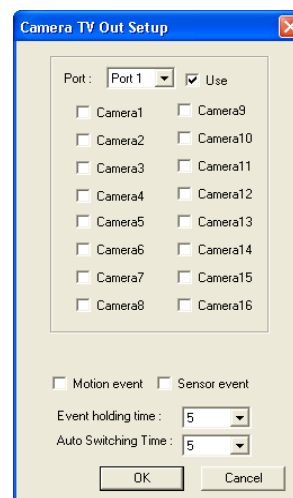 Camera TV Out Setup
Port : Port 1 Use
Camera1 Camera9
Camera2 Camera10
Camera3 Camera11
Camera4 Camera12
Camera5 Camera13
Camera6 Camera14
Camera7 Camera15
Camera8 Camera16
Motion event Sensor event
Event holding time : 5
Auto Switching Time : 5
OK Cancel